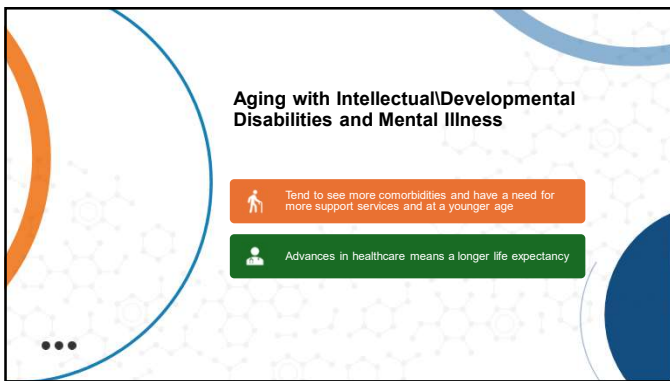 Aging with Intellectual\Developmental
Disabilities and Mental Illness
Tend to see more comorbidities and have a need for
more support services and at a younger age
Advances in healthcare means a longer life expectancy